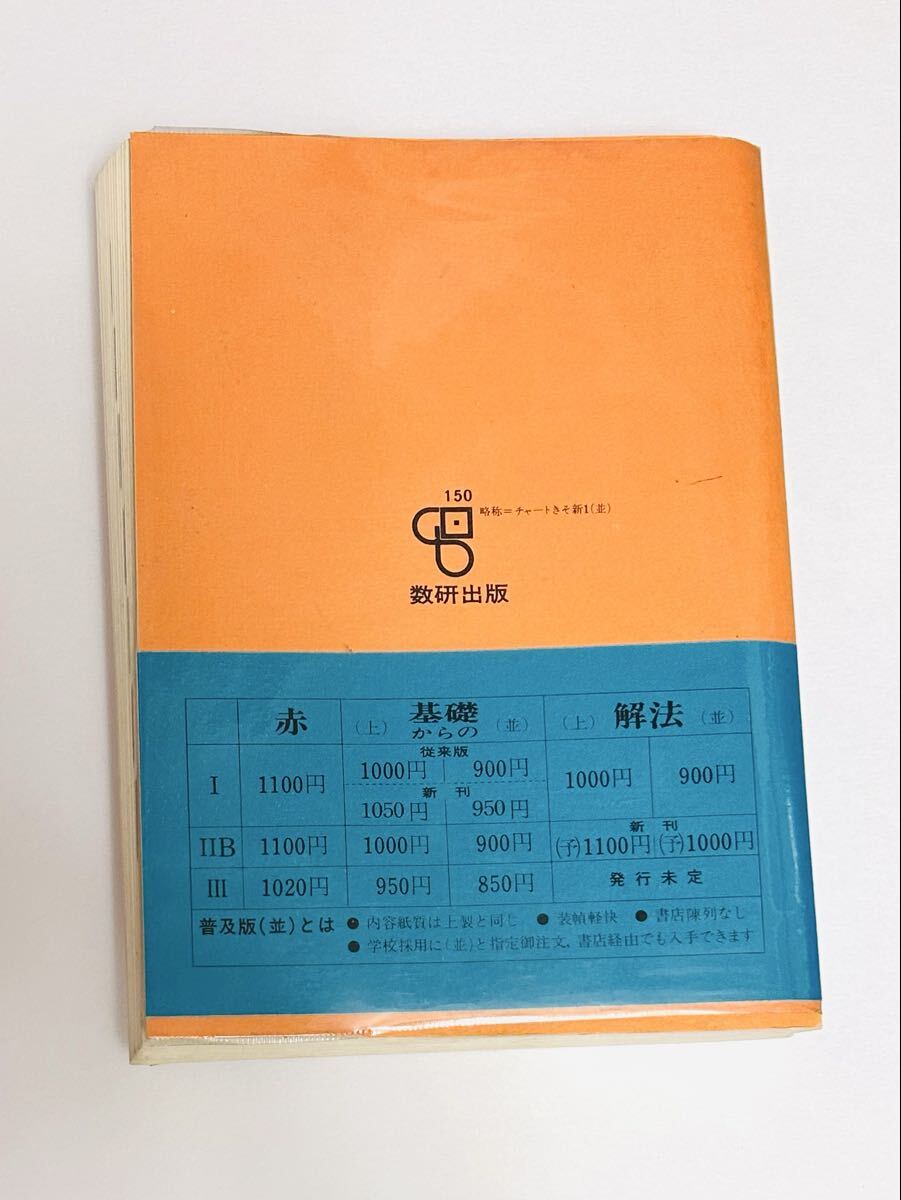 150
略称=チャートきそ新1(並)
数研出版
赤 (上) 基礎からの (並) (上) 解法 (並)
従来版
I 1100円 1000円 900円 1000円 900円
新刊
1050円 950円
新刊
IIB 1100円 1000円 900円 (予)1100円 (予)1000円
III 1020円 950円 850円 発行未定
普及版(並)とは ● 内容紙質は上製と同じ ● 装幀軽快 ● 書店陳列なし
● 学校採用に(並)と指定御注文,書店経由でも入手できます